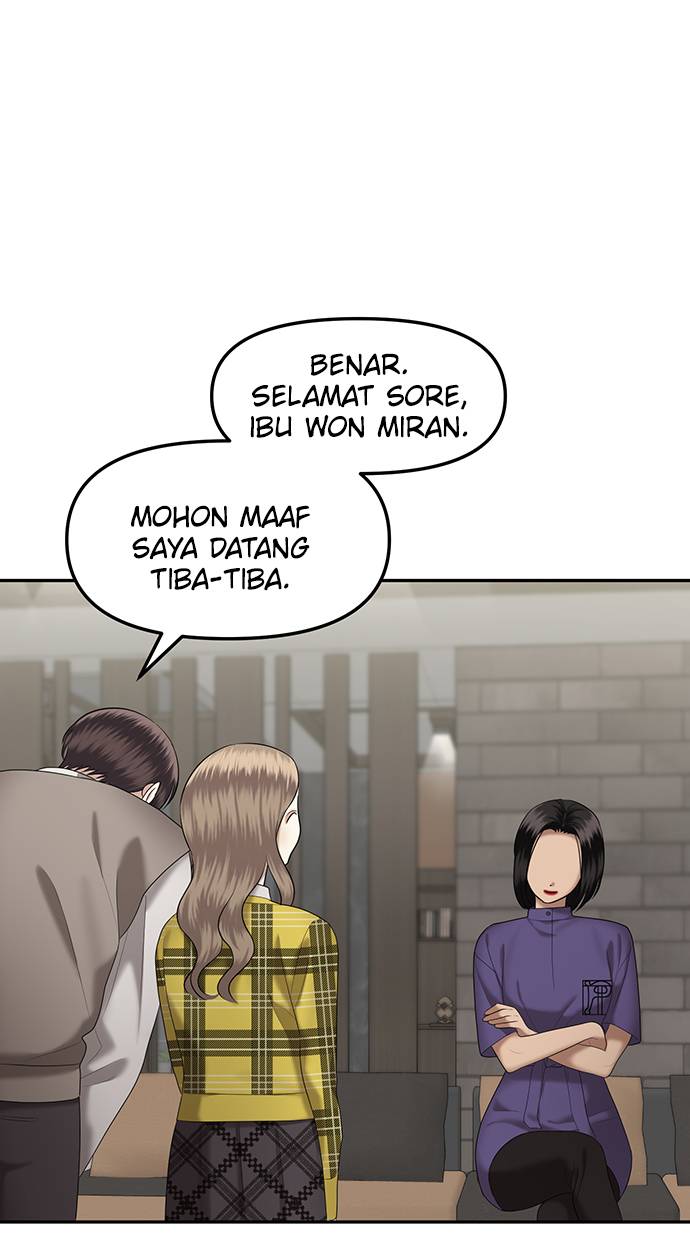 BENAR.
SELAMAT SORE,
IBU WON MIRAN.
MOHON MAAF
SAYA DATANG
TIBA-TIBA.